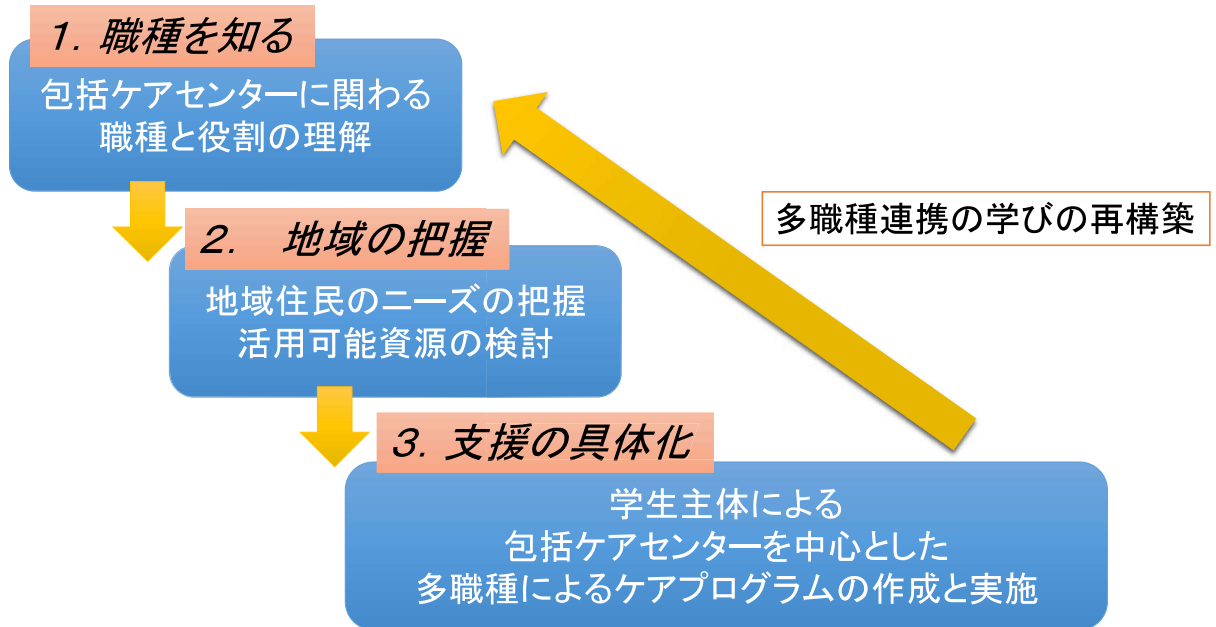 1. 職種を知る
包括ケアセンターに関わる
職種と役割の理解
多職種連携の学びの再構築
2.　地域の把握
地域住民のニーズの把握
活用可能資源の検討
3. 支援の具体化
学生主体による
包括ケアセンターを中心とした
多職種によるケアプログラムの作成と実施